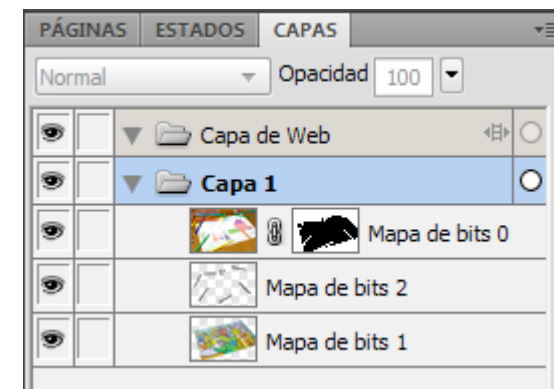 PÁGINAS ESTADOS CAPAS
Normal Opacidad 100
Capa de Web
Capa 1
Mapa de bits 0
Mapa de bits 2
Mapa de bits 1